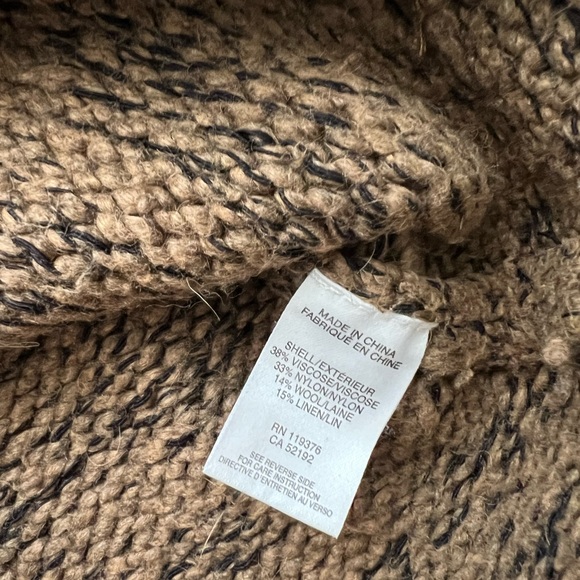 MADE IN CHINA
FABRIQUÉ EN CHINE
SHELL/EXTÉRIEUR
38% VISCOSE/VISCOSE
33% NYLON/NYLON
14% WOOL/LAINE
15% LINEN/LIN
RN 119376
CA 52192
SEE REVERSE SIDE
FOR CARE INSTRUCTION
DIRECTIVE D'ENTRETIEN AU VERSO